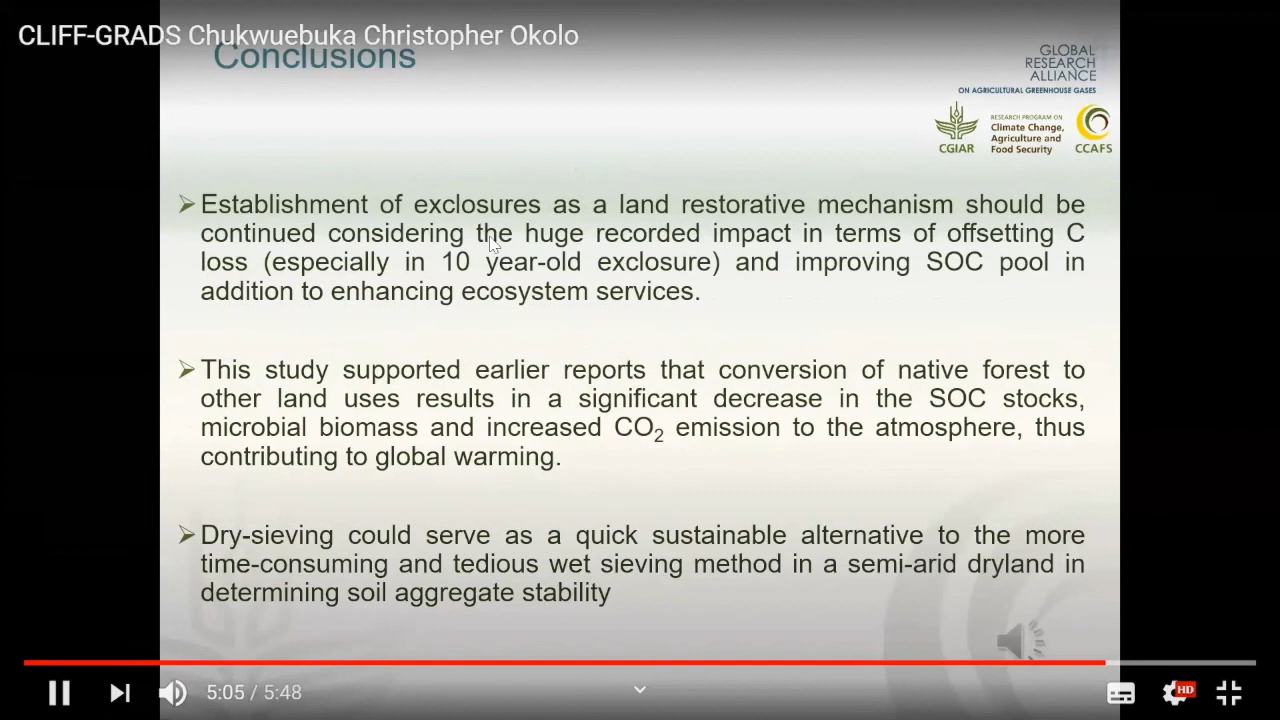 CLIFF-GRADS Chukwuebuka Christopher Okolo
Conclusions
GLOBAL
RESEARCH
ALLIANCE
ON AGRICULTURAL GREENHOUSE GASES
CGIAR
RESEARCH PROGRAM ON
Climate Change,
Agriculture and
Food Security
CCAFS
Establishment of exclosures as a land restorative mechanism should be
continued considering the huge recorded impact in terms of offsetting C
loss (especially in 10 year-old exclosure) and improving SOC pool in
addition to enhancing ecosystem services.
This study supported earlier reports that conversion of native forest to
other land uses results in a significant decrease in the SOC stocks,
microbial biomass and increased CO₂ emission to the atmosphere, thus
contributing to global warming.
Dry-sieving could serve as a quick sustainable alternative to the more
time-consuming and tedious wet sieving method in a semi-arid dryland in
determining soil aggregate stability
5:05 / 5:48
HD